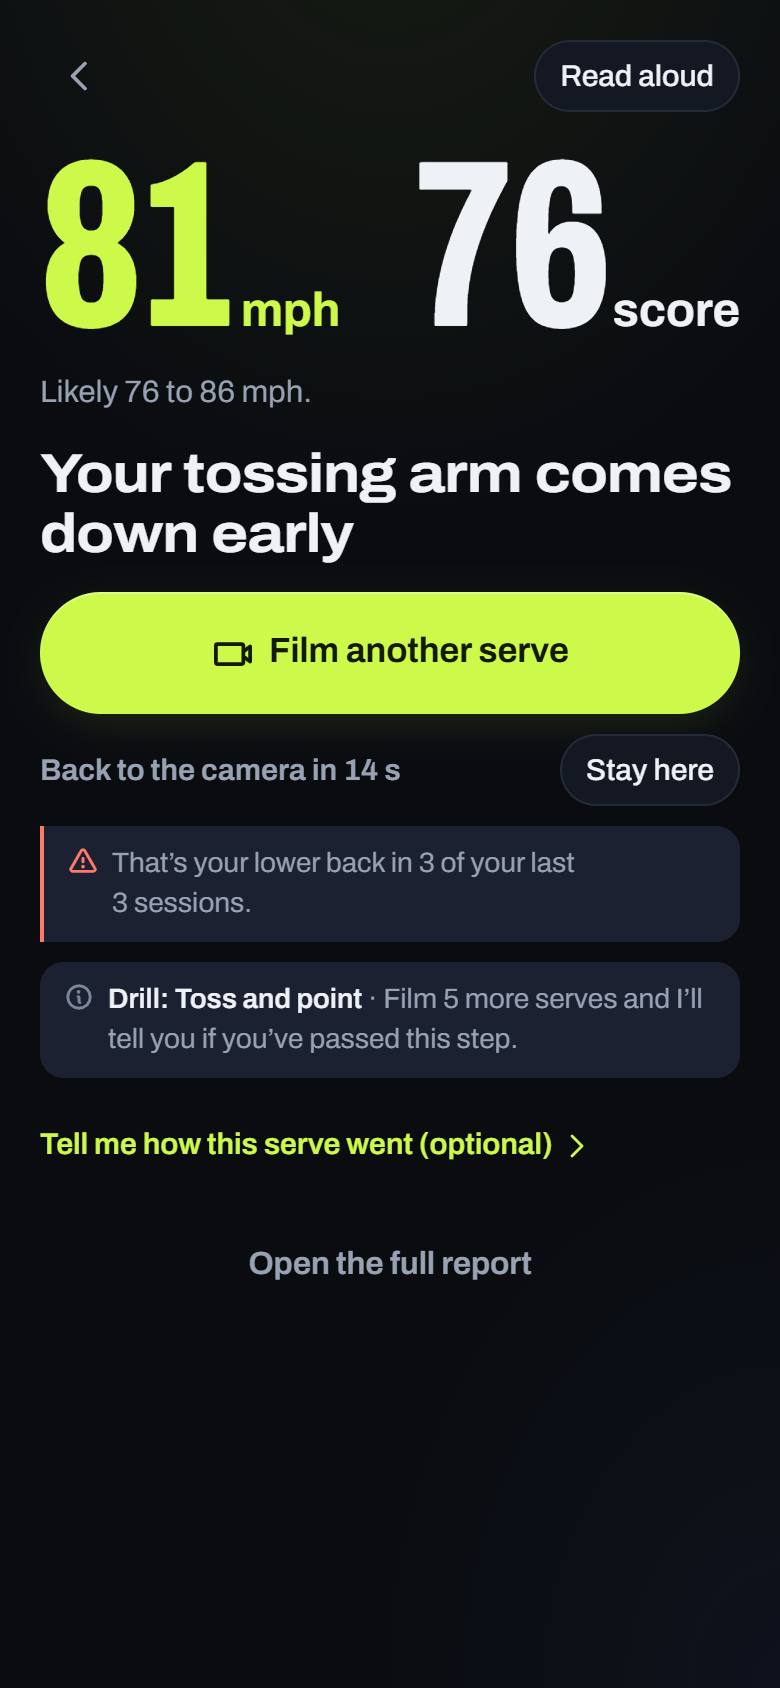 Read aloud
81 mph 76 score
Likely 76 to 86 mph.
Your tossing arm comes
down early
Film another serve
Back to the camera in 14 s
Stay here
That’s your lower back in 3 of your last
3 sessions.
Drill: Toss and point · Film 5 more serves and I’ll
tell you if you’ve passed this step.
Tell me how this serve went (optional)
Open the full report